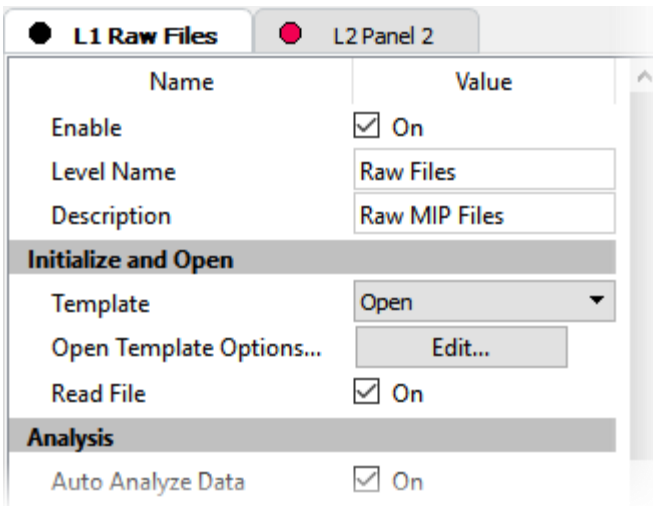 L1 Raw Files L2 Panel 2
Name Value
Enable On
Level Name Raw Files
Description Raw MIP Files
Initialize and Open
Template Open
Open Template Options... Edit...
Read File On
Analysis
Auto Analyze Data On